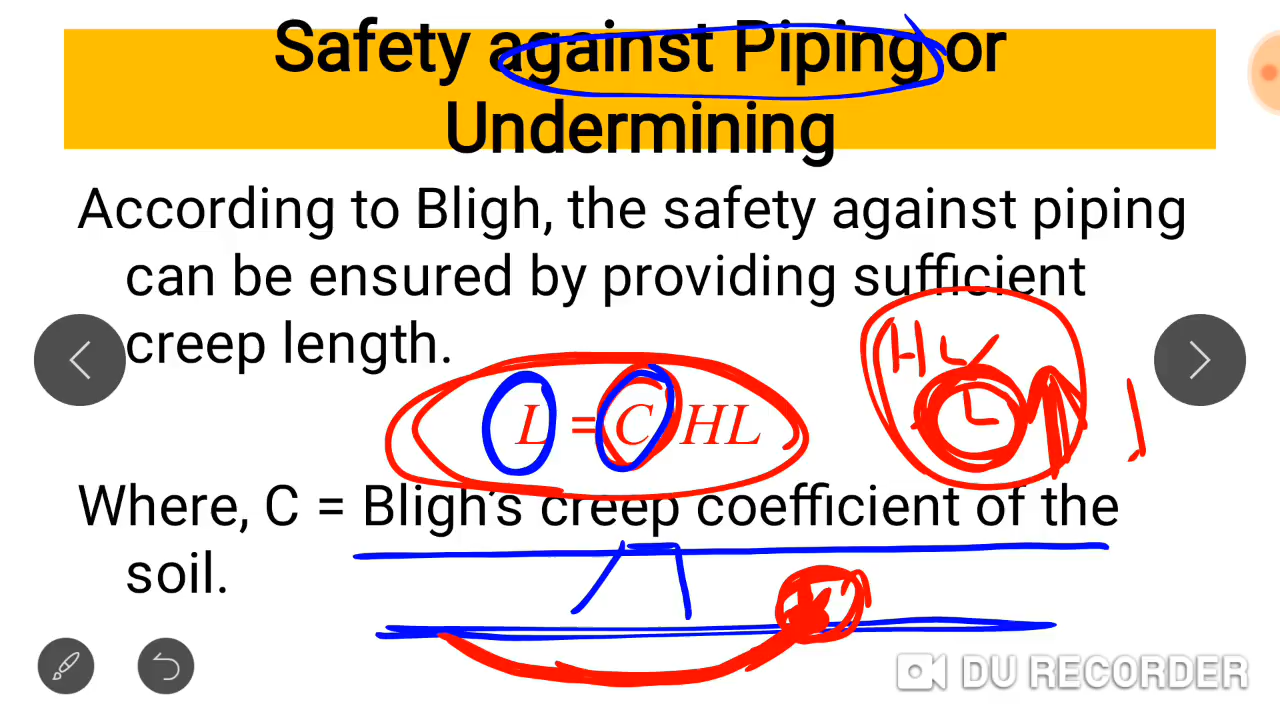 Safety against Piping or
Undermining
According to Bligh, the safety against piping
can be ensured by providing sufficient
creep length.
HL
L
L = C HL
Where, C = Bligh's creep coefficient of the
soil.
DU RECORDER